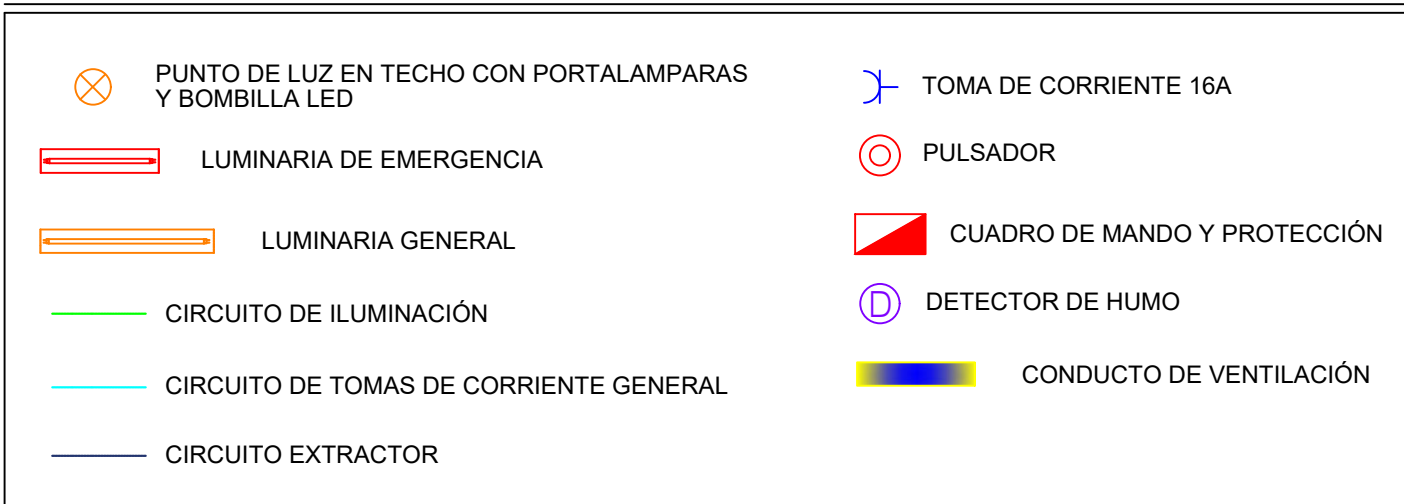 PUNTO DE LUZ EN TECHO CON PORTALAMPARAS
Y BOMBILLA LED
LUMINARIA DE EMERGENCIA
LUMINARIA GENERAL
CIRCUITO DE ILUMINACIÓN
CIRCUITO DE TOMAS DE CORRIENTE GENERAL
CIRCUITO EXTRACTOR
TOMA DE CORRIENTE 16A
PULSADOR
CUADRO DE MANDO Y PROTECCIÓN
D
DETECTOR DE HUMO
CONDUCTO DE VENTILACIÓN